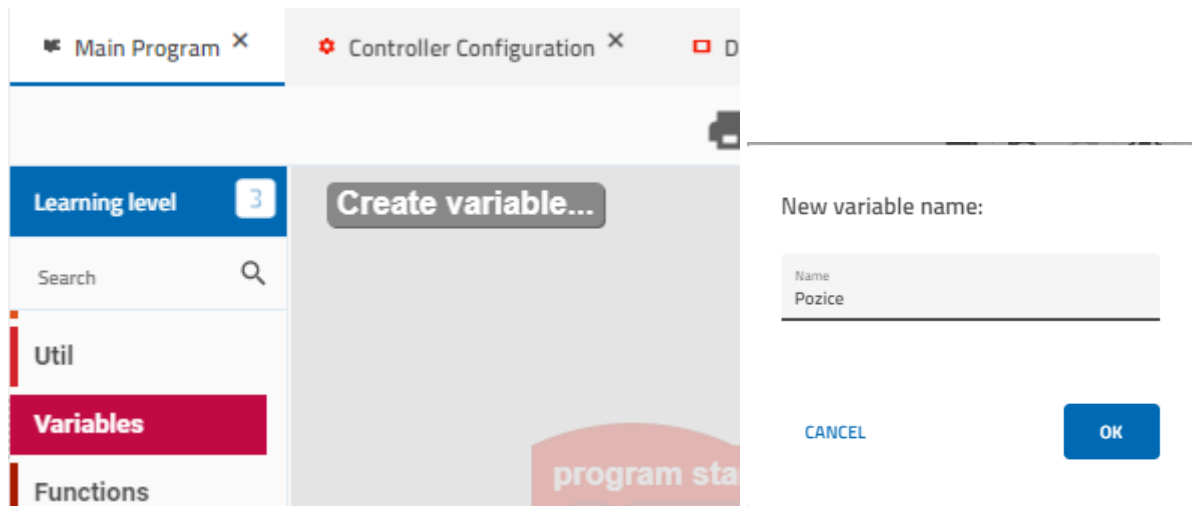 Main Program ×
Controller Configuration ×
D
Learning level 3
Create variable...
Search
Util
Variables
Functions
program sta
New variable name:
Name
Pozice
CANCEL
OK